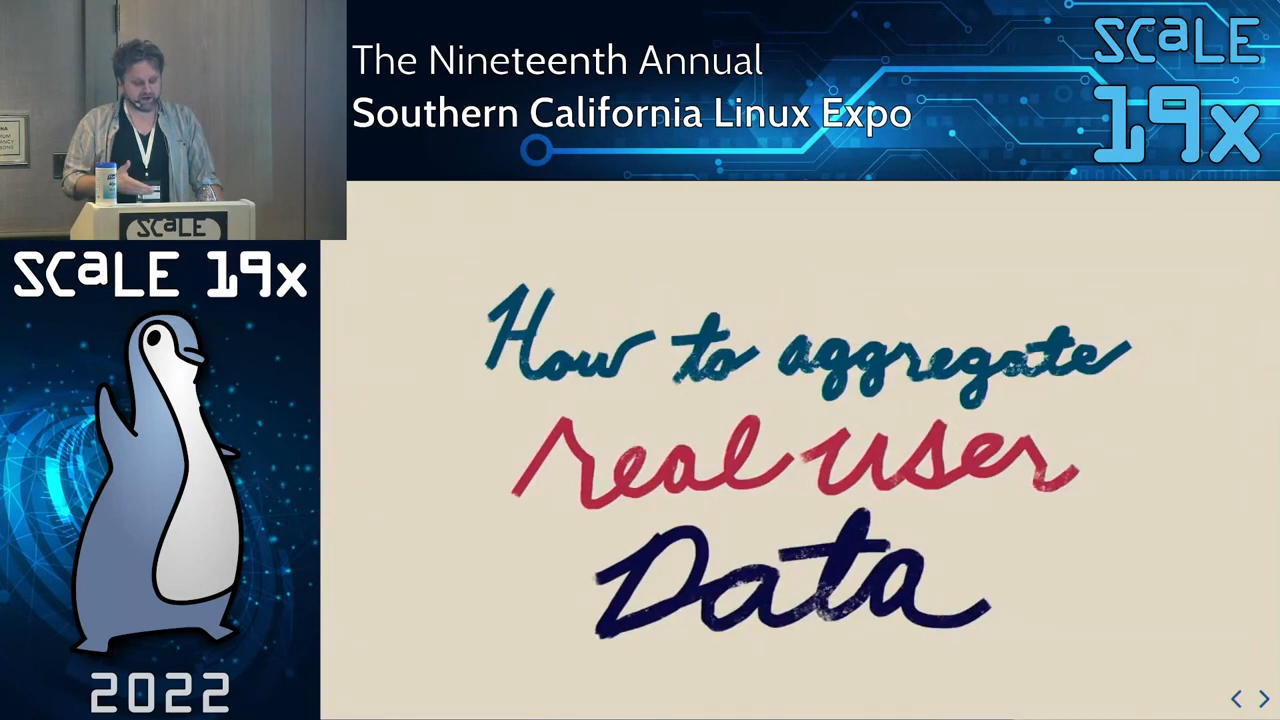 The Nineteenth Annual
Southern California Linux Expo
SCaLE
19x
SCaLE
SCaLE 19x
2022
How to aggregate
real user
Data